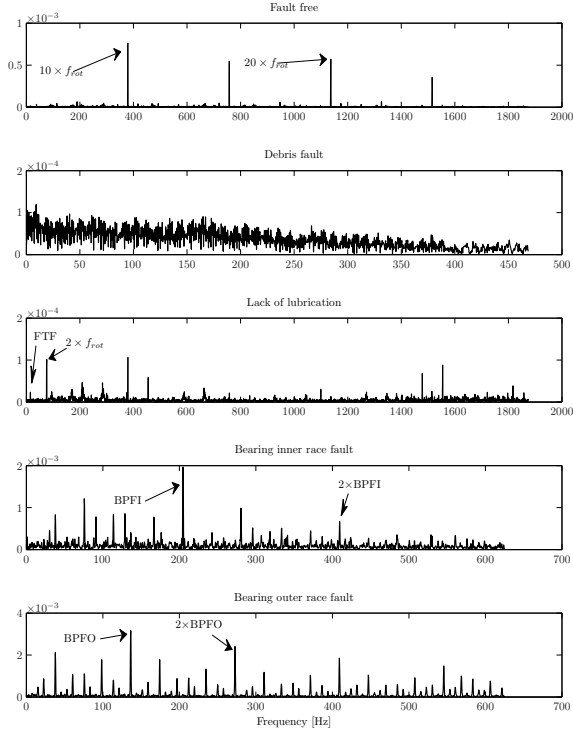 Fault free
×10⁻³
1
0.5
0
10 × f_rot
20 × f_rot
0 200 400 600 800 1000 1200 1400 1600 1800 2000
Debris fault
×10⁻⁴
2
1
0
0 50 100 150 200 250 300 350 400 450 500
Lack of lubrication
×10⁻⁴
2
1
0
FTF
2 × f_rot
0 200 400 600 800 1000 1200 1400 1600 1800 2000
Bearing inner race fault
×10⁻³
2
1
0
BPFI
2×BPFI
0 100 200 300 400 500 600 700
Bearing outer race fault
×10⁻³
4
2
0
BPFO
2×BPFO
0 100 200 300 400 500 600 700
Frequency [Hz]